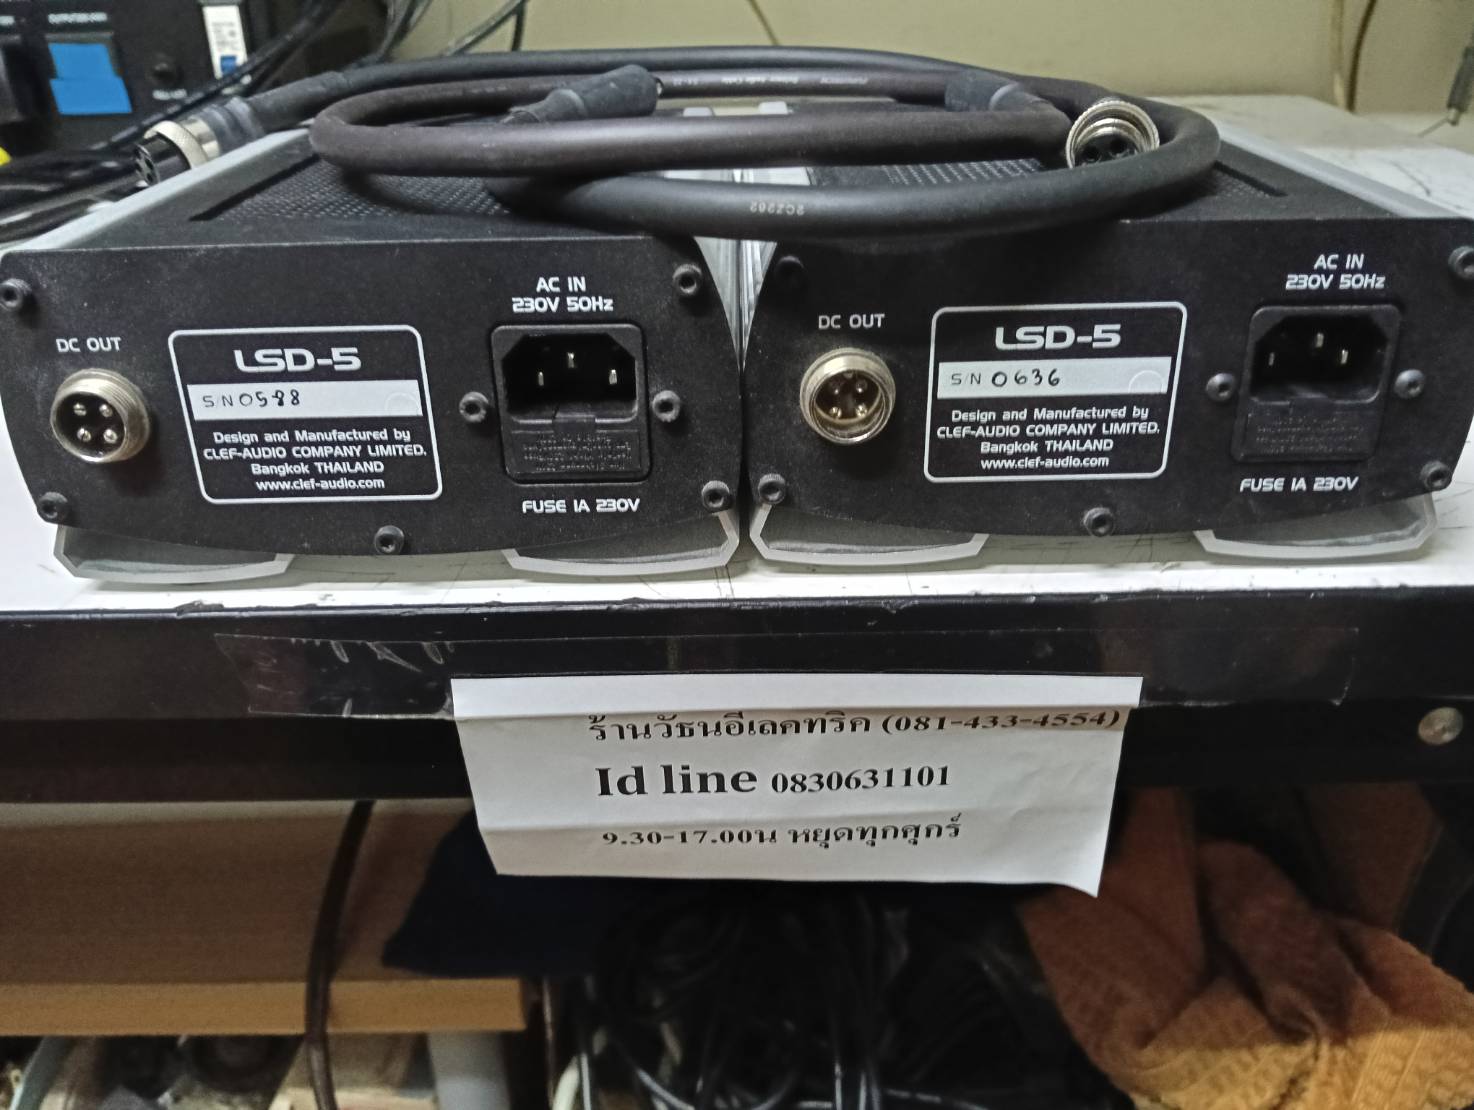 AC IN
230V 50Hz
DC OUT
LSD-5
S/N 0588
Design and Manufactured by
CLEF-AUDIO COMPANY LIMITED.
Bangkok THAILAND
www.clef-audio.com
FUSE 1A 230V
AC IN
230V 50Hz
DC OUT
LSD-5
S/N 0636
Design and Manufactured by
CLEF-AUDIO COMPANY LIMITED.
Bangkok THAILAND
www.clef-audio.com
FUSE 1A 230V
2CZ262
ร้านวัธนอีเลคทริค (081-433-4554)
Id line 0830631101
9.30-17.00น หยุดทุกศุกร์